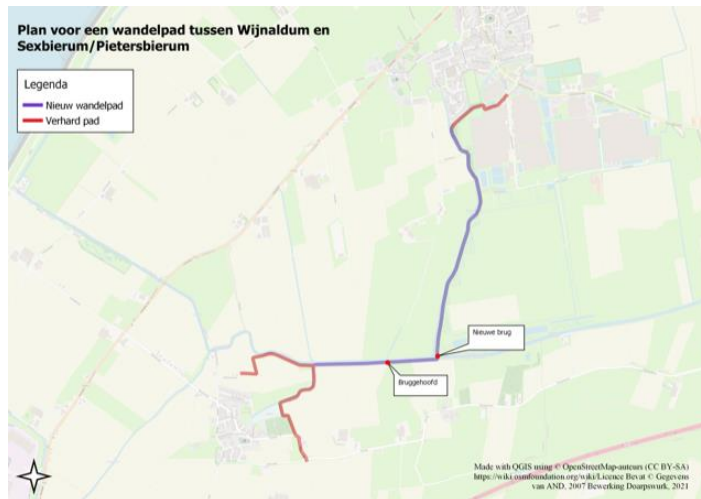 Plan voor een wandelpad tussen Wijnaldum en
Sexbierum/Pietersbierum
Legenda
Nieuw wandelpad
Verhard pad
Nieuwe brug
Bruggehoofd
Made with QGIS using © OpenStreetMap-auteurs (CC BY-SA)
https://wiki.osmfoundation.org/wiki/Licence Bevat © Gegevens
van AND, 2007 Bewerking Doarpswurk, 2021